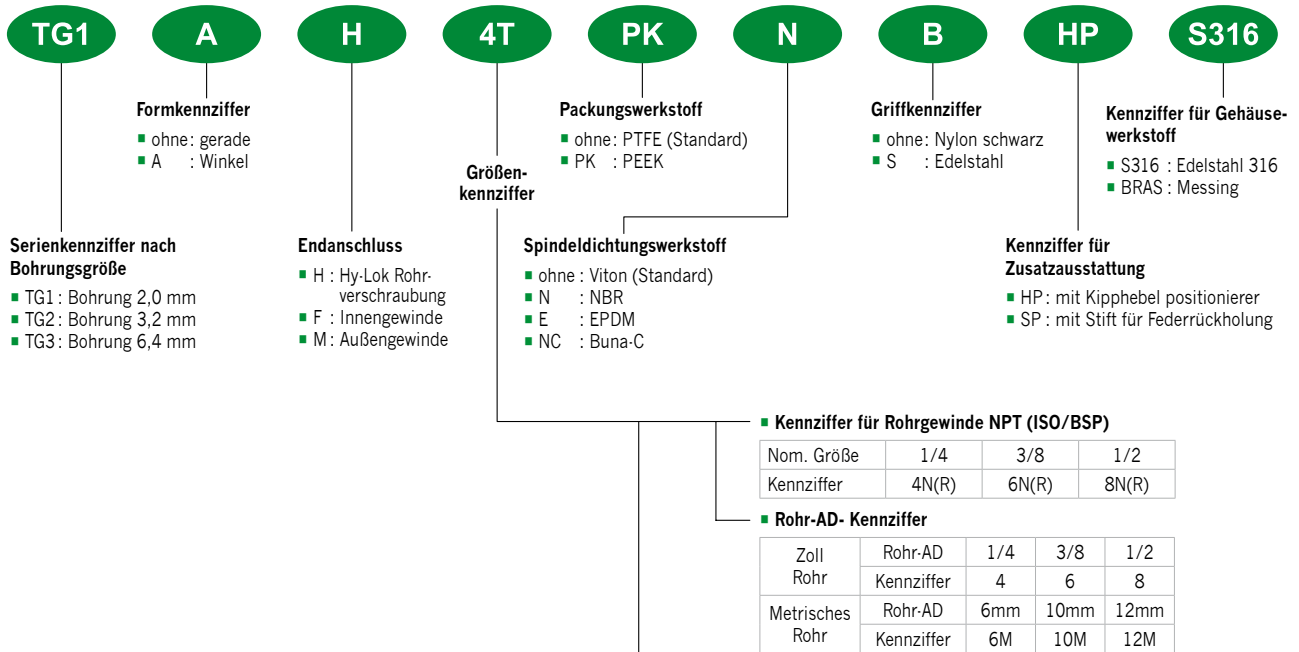 TG1 A H 4T PK N B HP S316
Formkennziffer
ohne: gerade
A : Winkel
Packungswerkstoff
ohne: PTFE (Standard)
PK : PEEK
Griffkennziffer
ohne: Nylon schwarz
S : Edelstahl
Kennziffer für Gehäuse-
werkstoff
S316 : Edelstahl 316
BRAS : Messing
Größen-
kennziffer
Serienkennziffer nach
Bohrungsgröße
TG1 : Bohrung 2,0 mm
TG2 : Bohrung 3,2 mm
TG3 : Bohrung 6,4 mm
Endanschluss
H : Hy-Lok Rohr-
verschraubung
F : Innengewinde
M : Außengewinde
Spindeldichtungswerkstoff
ohne : Viton (Standard)
N : NBR
E : EPDM
NC : Buna-C
Kennziffer für
Zusatzausstattung
HP : mit Kipphebel positionierer
SP : mit Stift für Federrückholung
Kennziffer für Rohrgewinde NPT (ISO/BSP)
Nom. Größe 1/4 3/8 1/2
Kennziffer 4N(R) 6N(R) 8N(R)
Rohr-AD- Kennziffer
Zoll
Rohr
Rohr-AD 1/4 3/8 1/2
Kennziffer 4 6 8
Metrisches
Rohr
Rohr-AD 6mm 10mm 12mm
Kennziffer 6M 10M 12M